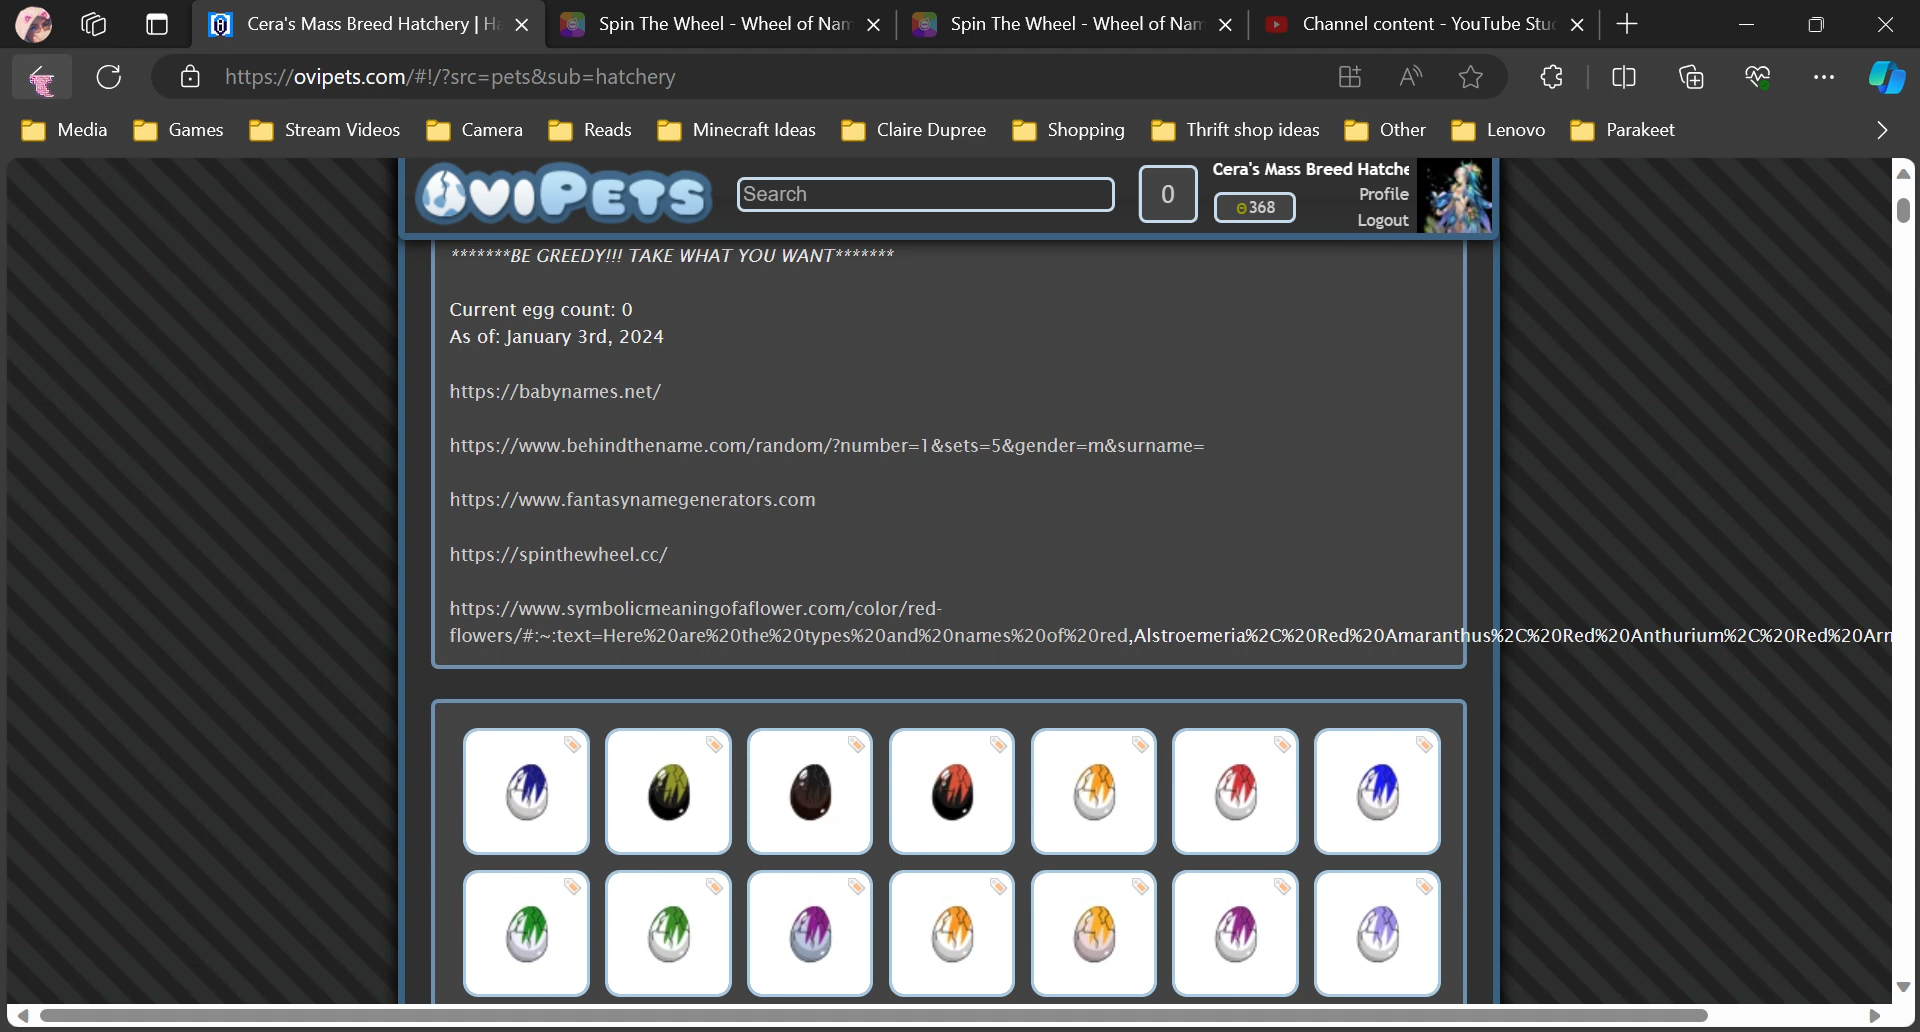 Cera's Mass Breed Hatchery | Ha
Spin The Wheel - Wheel of Nam
Spin The Wheel - Wheel of Nam
Channel content - YouTube Stu
https://ovipets.com/#!/?src=pets&sub=hatchery
Media
Games
Stream Videos
Camera
Reads
Minecraft Ideas
Claire Dupree
Shopping
Thrift shop ideas
Other
Lenovo
Parakeet
OviPets
Search
0
Cera's Mass Breed Hatche
368
Profile
Logout
*******BE GREEDY!!! TAKE WHAT YOU WANT*******
Current egg count: 0
As of: January 3rd, 2024
https://babynames.net/
https://www.behindthename.com/random/?number=1&sets=5&gender=m&surname=
https://www.fantasynamegenerators.com
https://spinthewheel.cc/
https://www.symbolicmeaningofaflower.com/color/red-
flowers/#:~:text=Here%20are%20the%20types%20and%20names%20of%20red,Alstroemeria%2C%20Red%20Amaranthus%2C%20Red%20Anthurium%2C%20Red%20Arm